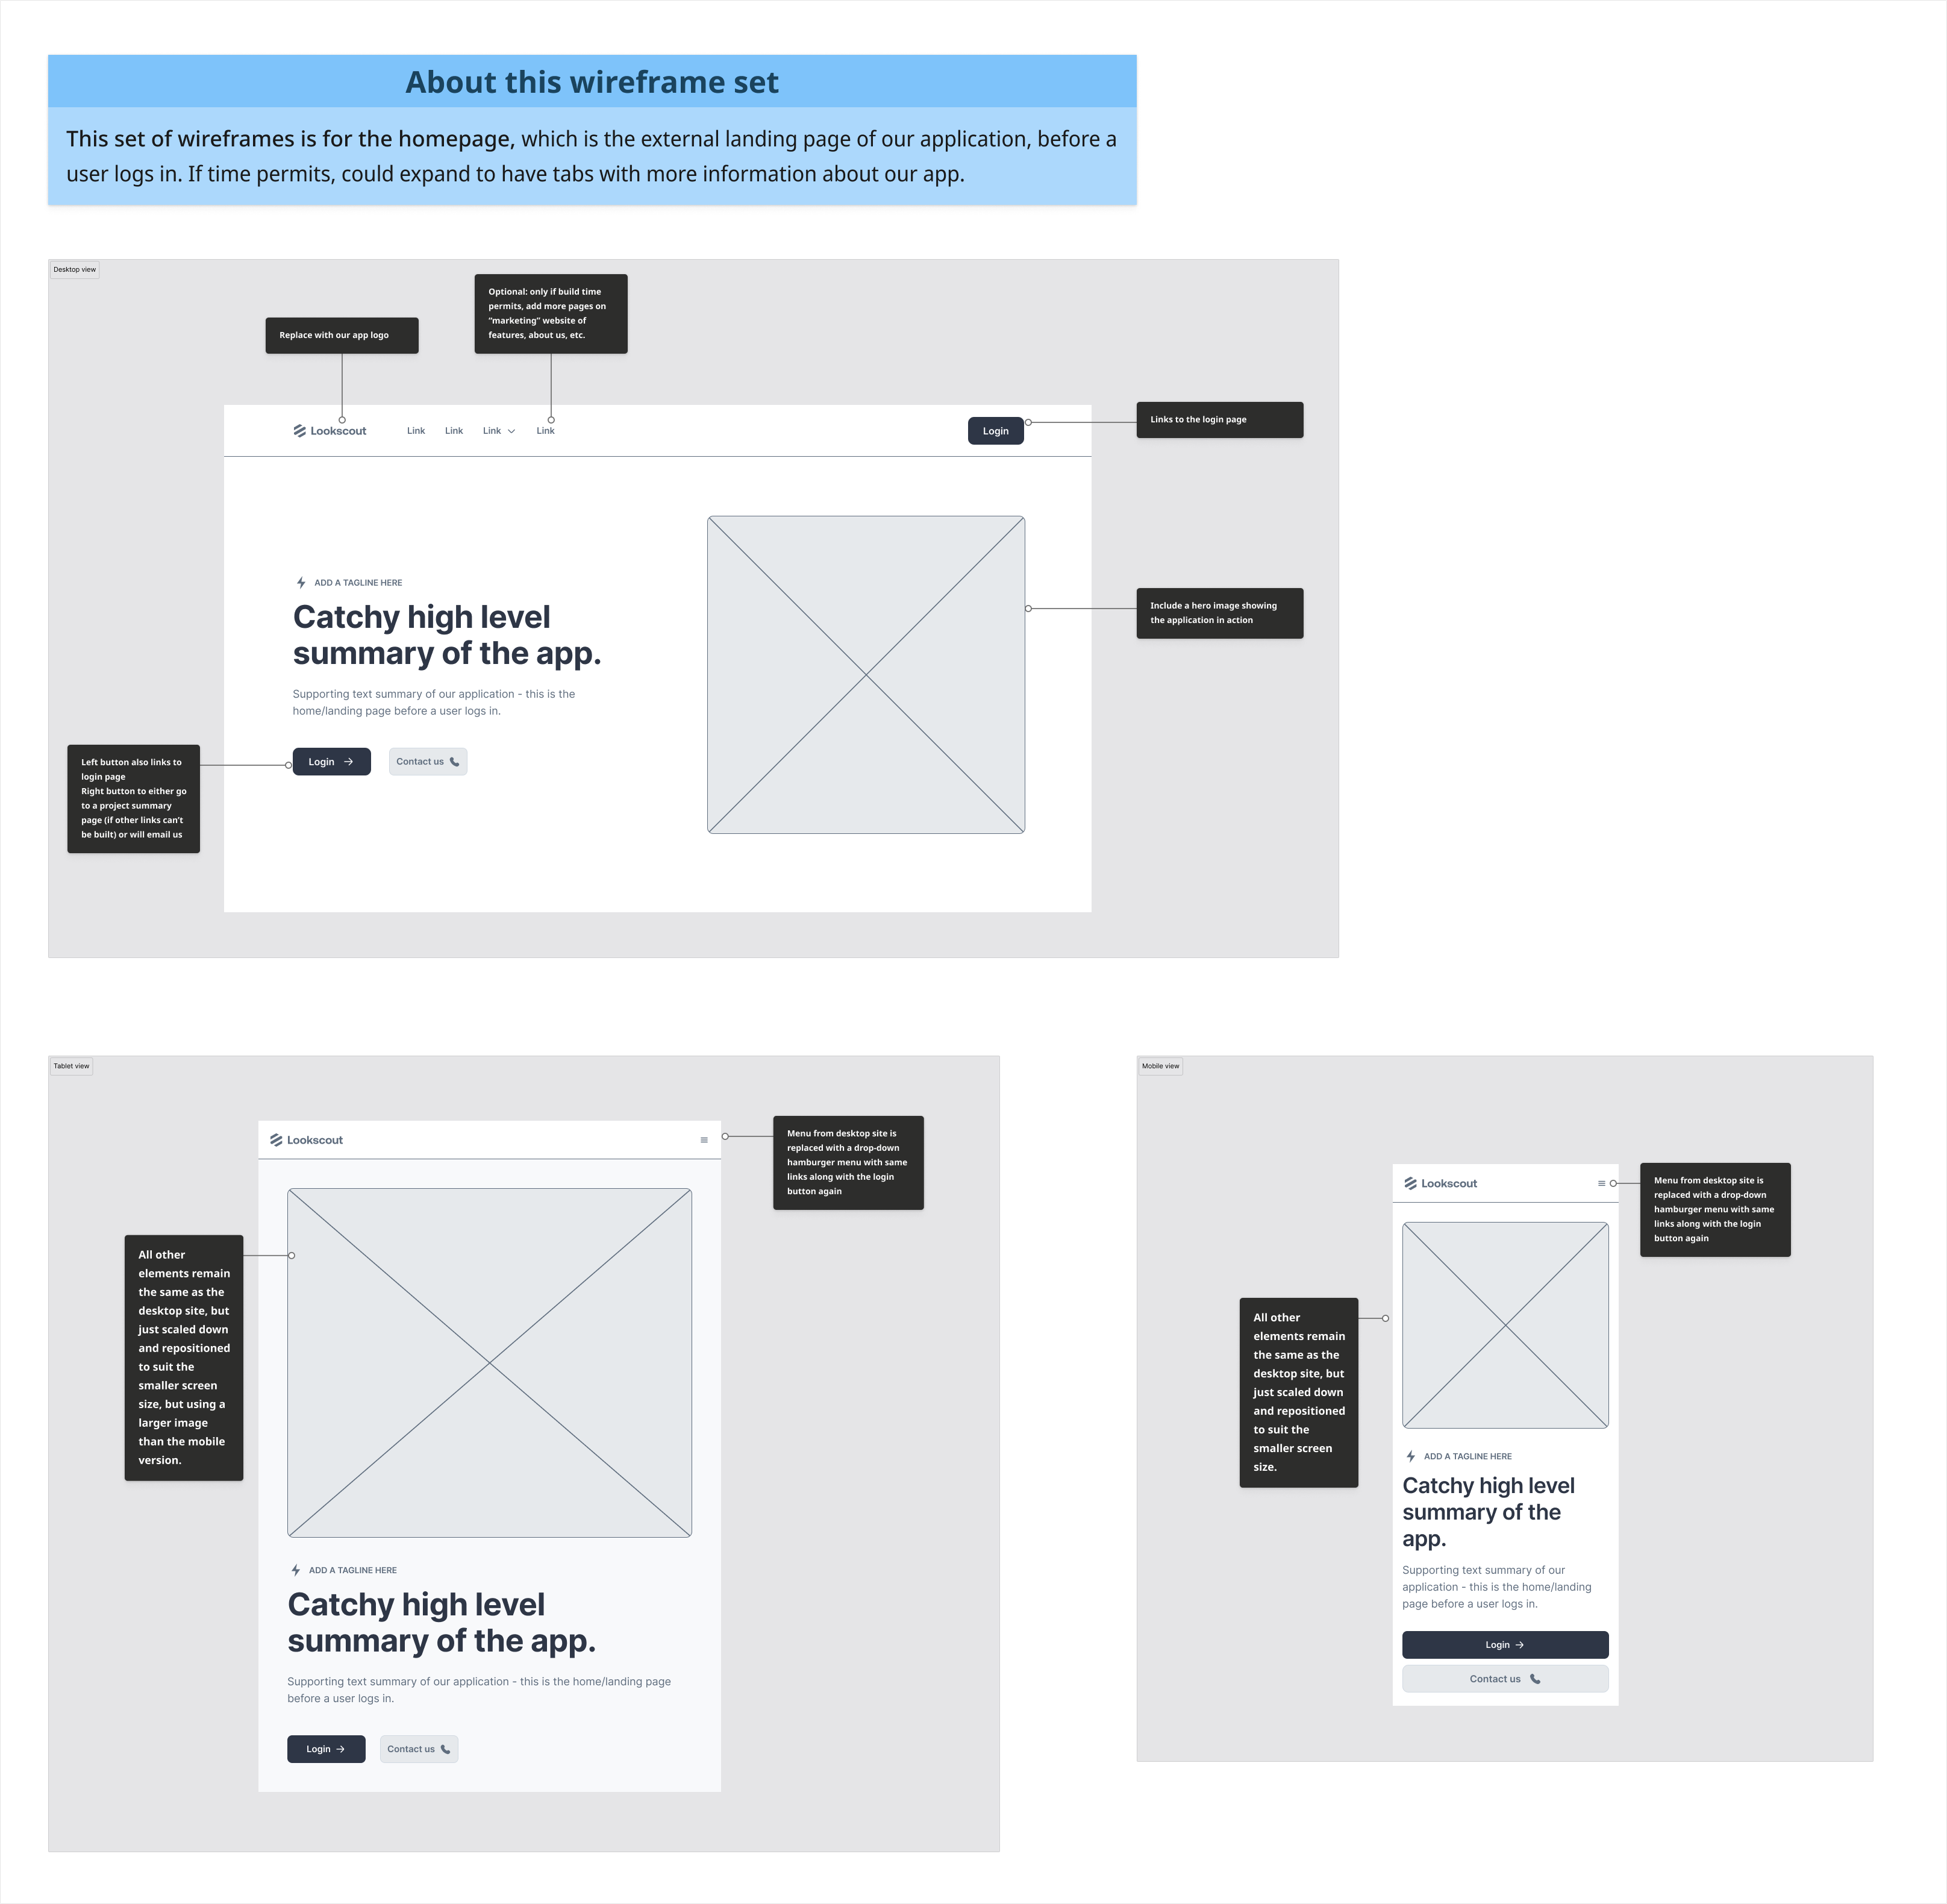 About this wireframe set
This set of wireframes is for the homepage, which is the external landing page of our application, before a
user logs in. If time permits, could expand to have tabs with more information about our app.
Desktop view
Replace with our app logo
Optional: only if build time
permits, add more pages on
“marketing” website of
features, about us, etc.
Lookscout
Link
Link
Link
Link
Login
Links to the login page
ADD A TAGLINE HERE
Catchy high level
summary of the app.
Supporting text summary of our application - this is the
home/landing page before a user logs in.
Login
Contact us
Include a hero image showing
the application in action
Left button also links to
login page
Right button to either go
to a project summary
page (if other links can’t
be built) or will email us
Tablet view
Lookscout
Menu from desktop site is
replaced with a drop-down
hamburger menu with same
links along with the login
button again
All other
elements remain
the same as the
desktop site, but
just scaled down
and repositioned
to suit the
smaller screen
size, but using a
larger image
than the mobile
version.
ADD A TAGLINE HERE
Catchy high level
summary of the app.
Supporting text summary of our application - this is the home/landing page
before a user logs in.
Login
Contact us
Mobile view
Lookscout
Menu from desktop site is
replaced with a drop-down
hamburger menu with same
links along with the login
button again
All other
elements remain
the same as the
desktop site, but
just scaled down
and repositioned
to suit the
smaller screen
size.
ADD A TAGLINE HERE
Catchy high level
summary of the
app.
Supporting text summary of our
application - this is the home/landing
page before a user logs in.
Login
Contact us